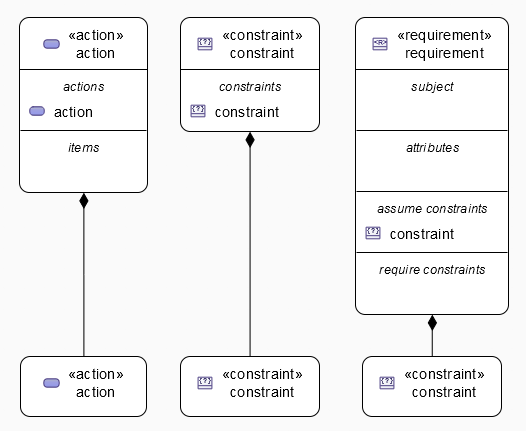 «action»
action
actions
action
items
«action»
action
«constraint»
constraint
constraints
constraint
«constraint»
constraint
«requirement»
requirement
subject
attributes
assume constraints
constraint
require constraints
«constraint»
constraint